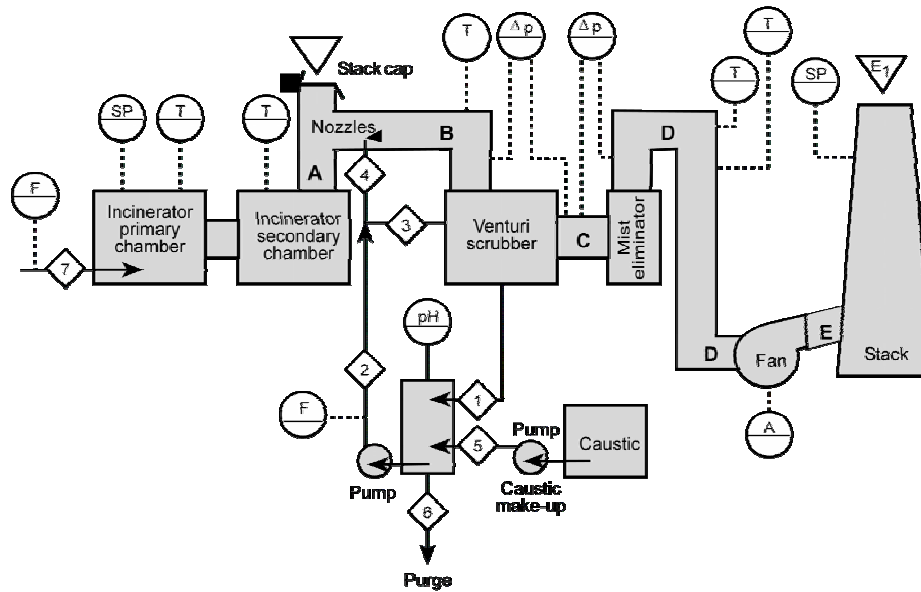 T
Δp
Δp
T
T
SP
E1
Stack cap
SP
T
T
Nozzles
B
D
A
4
F
Incinerator
primary
chamber
Incinerator
secondary
chamber
3
Venturi
scrubber
C
Mist
eliminator
7
pH
D
Fan
E
Stack
2
F
1
A
5
Pump
Caustic
Pump
Caustic
make-up
6
Purge